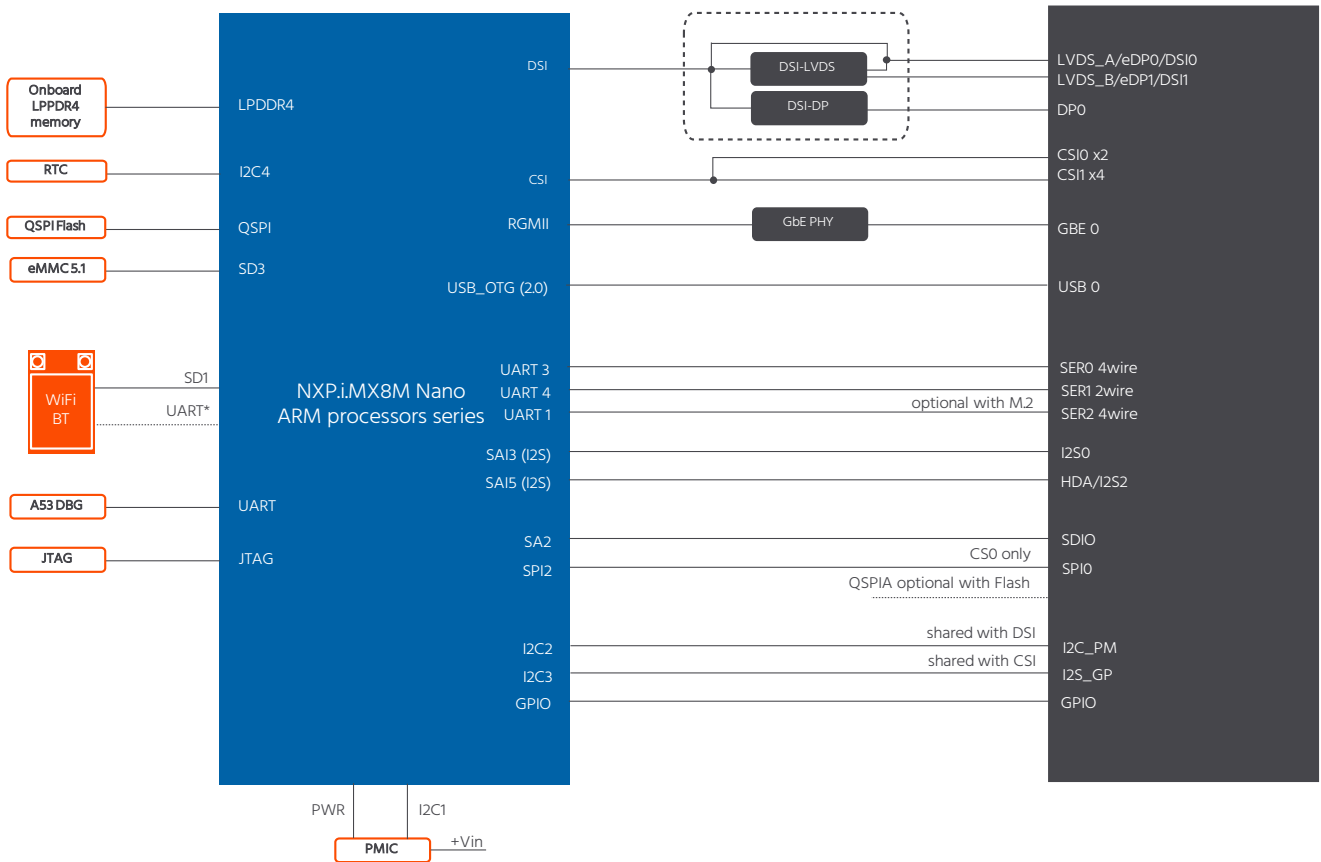 Onboard
LPPDR4
memory
RTC
QSPI Flash
eMMC 5.1
WiFi
BT
SD1
UART*
A53 DBG
JTAG
LPDDR4
I2C4
QSPI
SD3
UART
JTAG
NXP.i.MX8M Nano
ARM processors series
DSI
CSI
RGMII
USB_OTG (2.0)
UART 3
UART 4
UART 1
SAI3 (I2S)
SAI5 (I2S)
SA2
SPI2
I2C2
I2C3
GPIO
PWR
I2C1
PMIC
+Vin
DSI-LVDS
DSI-DP
GbE PHY
optional with M.2
CS0 only
QSPIA optional with Flash
shared with DSI
shared with CSI
LVDS_A/eDP0/DSI0
LVDS_B/eDP1/DSI1
DP0
CSI0 x2
CSI1 x4
GBE 0
USB 0
SER0 4wire
SER1 2wire
SER2 4wire
I2S0
HDA/I2S2
SDIO
SPI0
I2C_PM
I2S_GP
GPIO